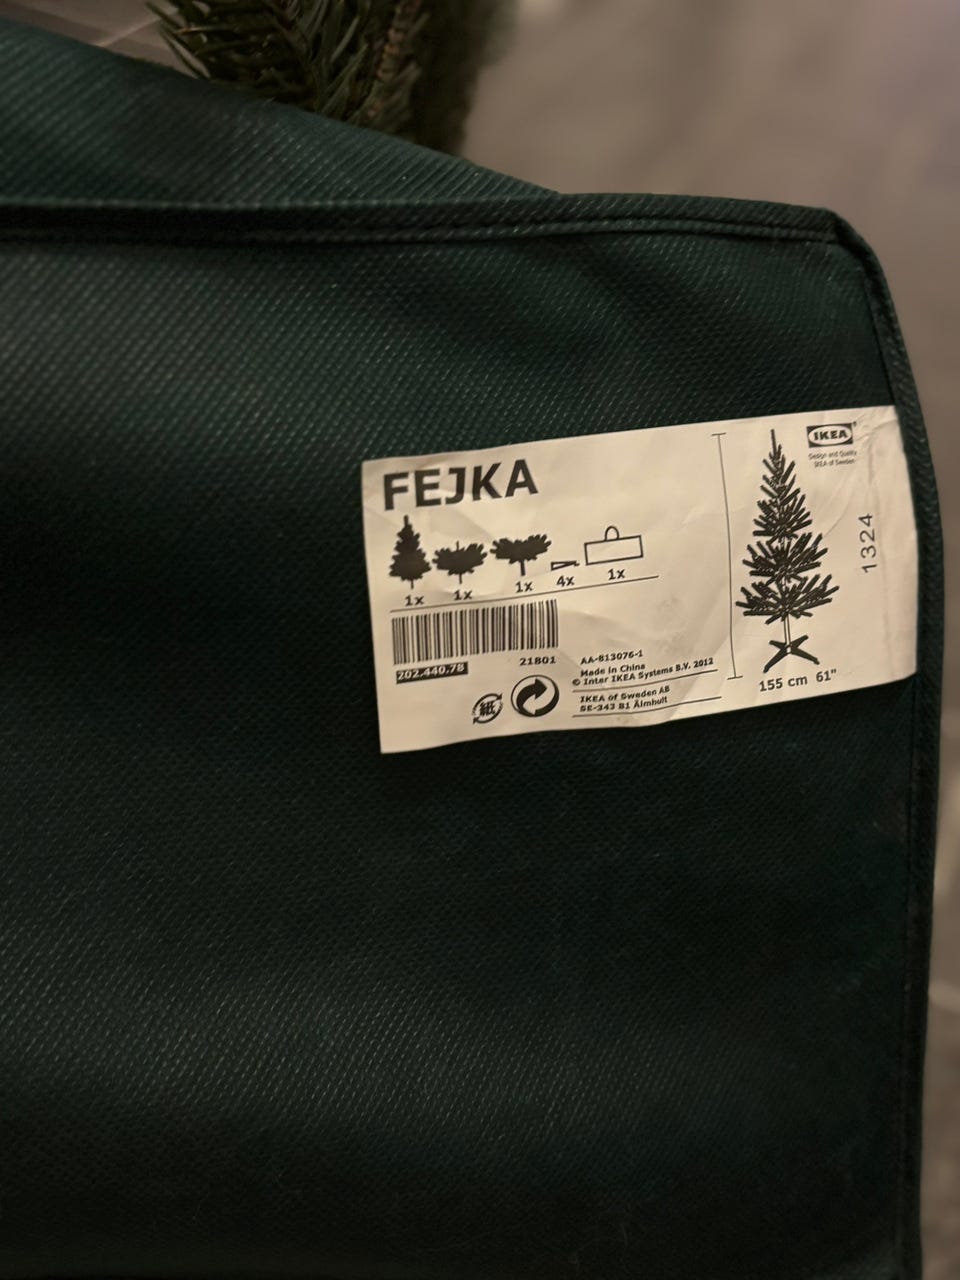 FEJKA
1x 1x 1x 4x 1x
202.440.78
21801
AA-813076-1
Made in China
© Inter IKEA Systems B.V. 2012
IKEA of Sweden AB
SE-343 81 Älmhult
紙
IKEA®
Design and Quality
IKEA of Sweden
1324
155 cm 61"